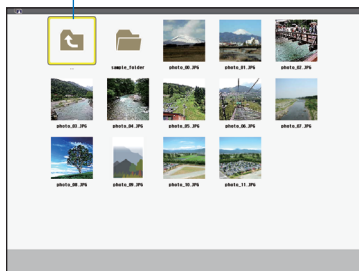 sample_folder photo_00.JPG photo_01.JPG photo_02.JPG
photo_03.JPG photo_04.JPG photo_05.JPG photo_06.JPG photo_07.JPG
photo_08.JPG photo_09.JPG photo_10.JPG photo_11.JPG